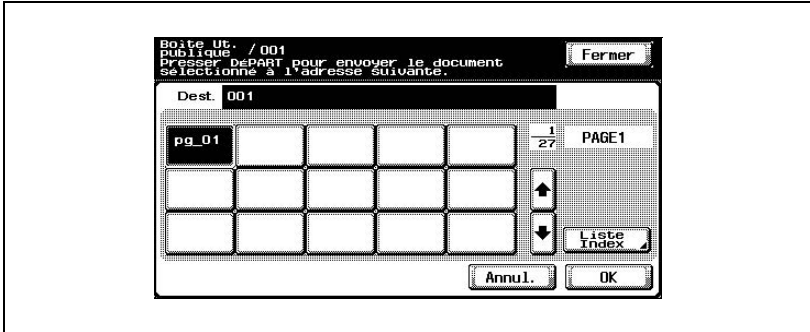 Boîte Ut.
publique / 001
Presser DéPART pour envoyer le document
sélectionné à l'adresse suivante.
Fermer
Dest. 001
pg_01
1
27
PAGE1
Liste
Index
Annul.
OK